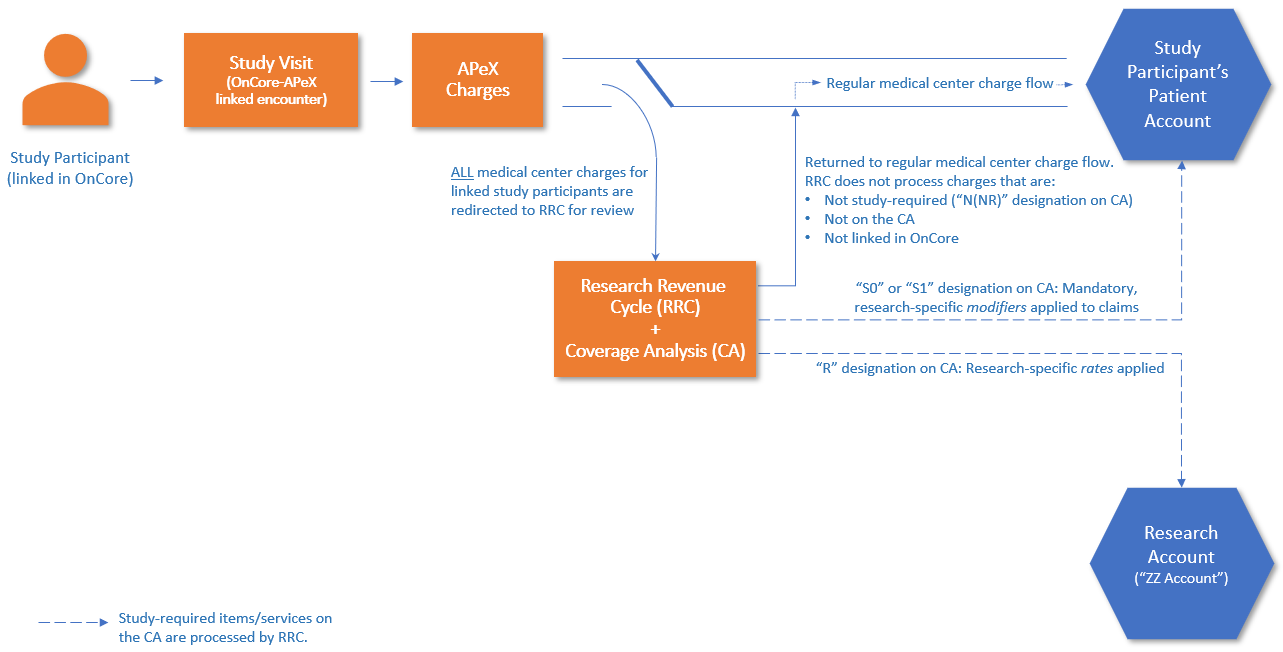 Study Participant
(linked in OnCore)
Study Visit
(OnCore-APeX
linked encounter)
APeX
Charges
ALL medical center charges for
linked study participants are
redirected to RRC for review
Regular medical center charge flow
Study
Participant's
Patient
Account
Returned to regular medical center charge flow.
RRC does not process charges that are:
• Not study-required ("N(NR)" designation on CA)
• Not on the CA
• Not linked in OnCore
Research Revenue
Cycle (RRC)
+
Coverage Analysis (CA)
"S0" or "S1" designation on CA: Mandatory,
research-specific modifiers applied to claims
"R" designation on CA: Research-specific rates applied
Research
Account
("ZZ Account")
Study-required items/services on
the CA are processed by RRC.